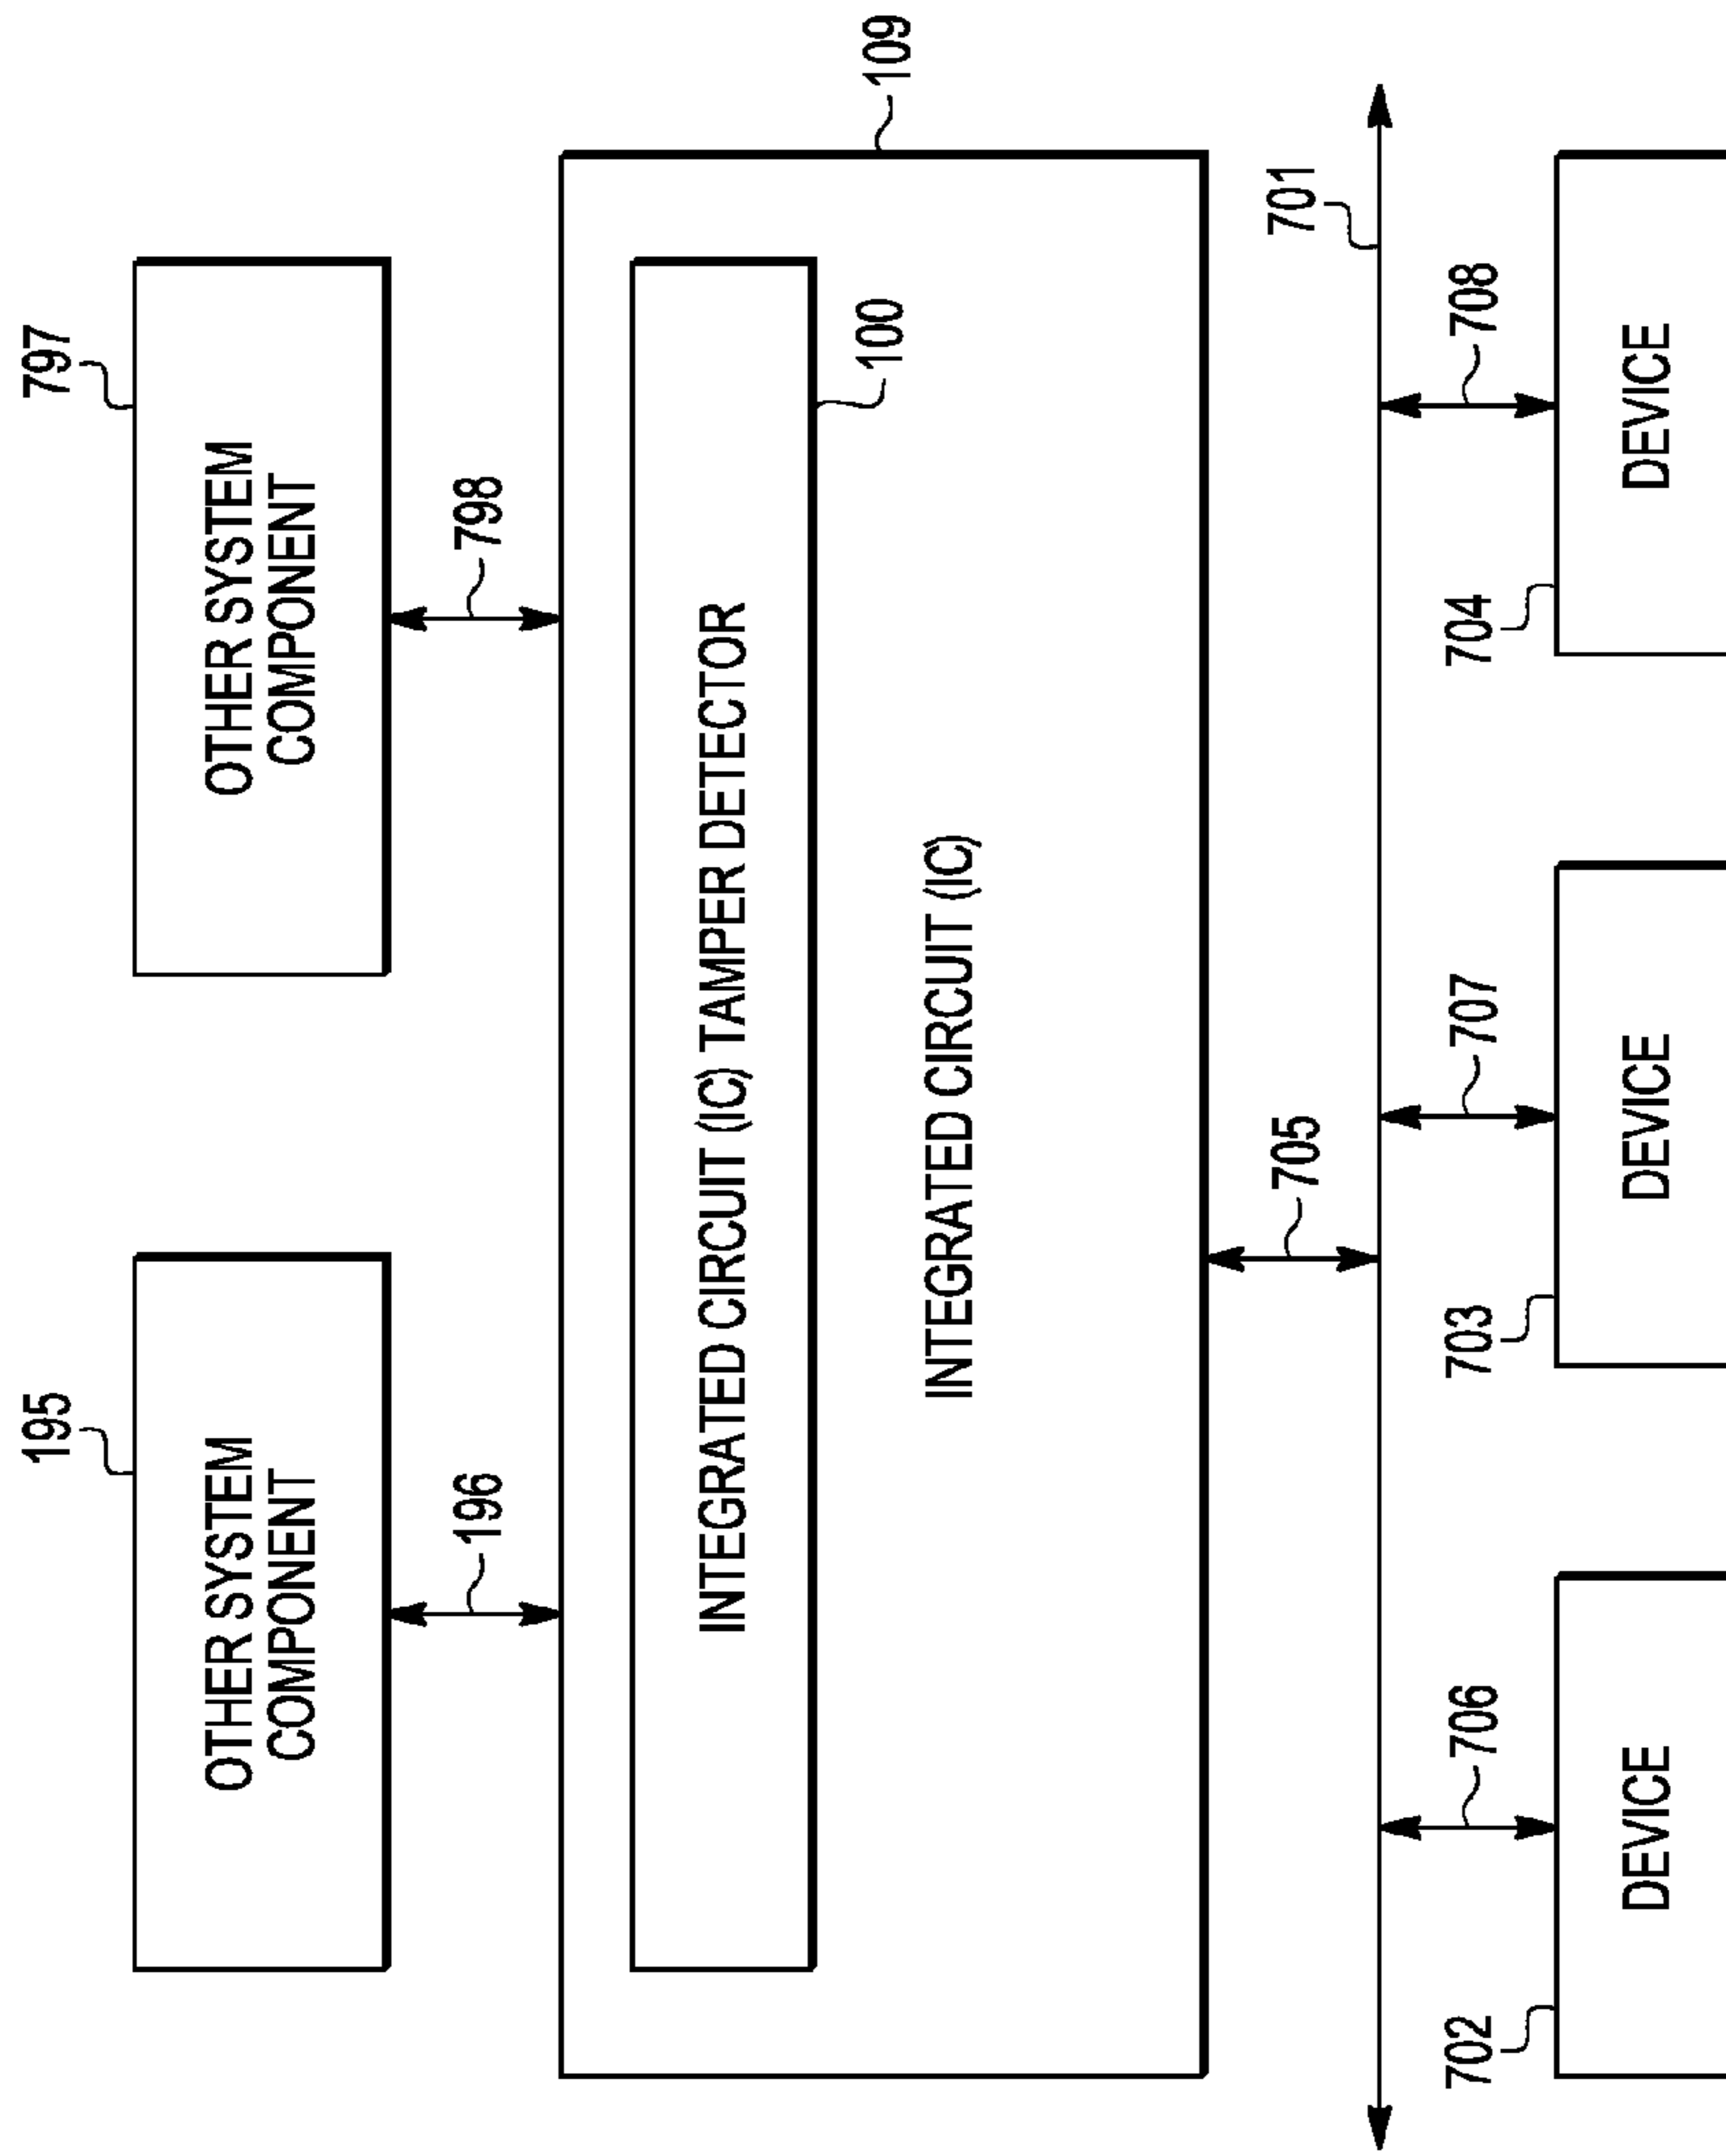 195
797
OTHER SYSTEM
COMPONENT
OTHER SYSTEM
COMPONENT
196
798
INTEGRATED CIRCUIT (IC) TAMPER DETECTOR
100
INTEGRATED CIRCUIT (IC)
109
705
701
706
707
708
702
703
704
DEVICE
DEVICE
DEVICE